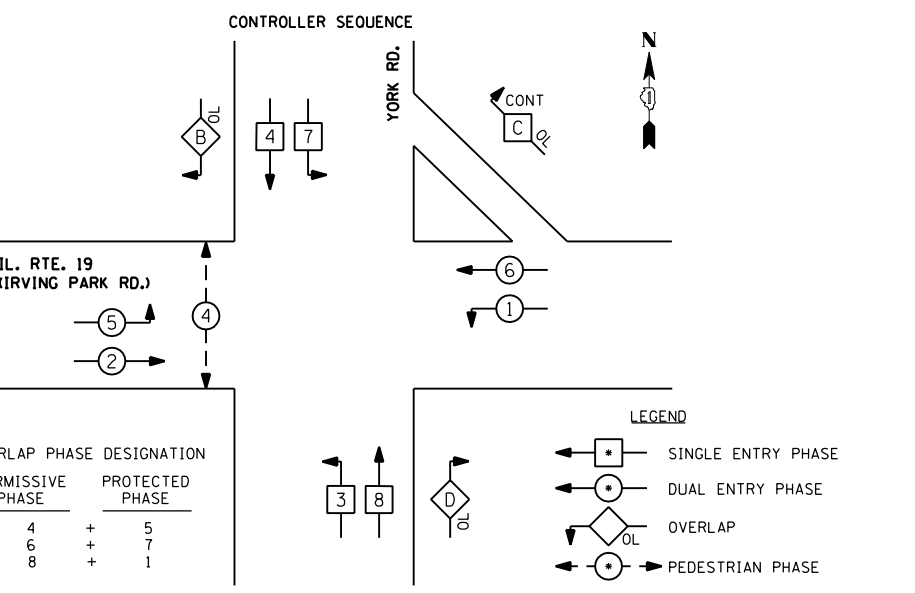 CONTROLLER SEQUENCE
YORK RD.
N
1
B
OL
4
7
CONT
C
OL
IL. RTE. 19
(IRVING PARK RD.)
6
1
5
4
2
LEGEND
RLAP PHASE DESIGNATION
RMISSIVE PROTECTED
PHASE PHASE
4 + 5
6 + 7
8 + 1
3
8
D
OL
* SINGLE ENTRY PHASE
* DUAL ENTRY PHASE
OL OVERLAP
* PEDESTRIAN PHASE